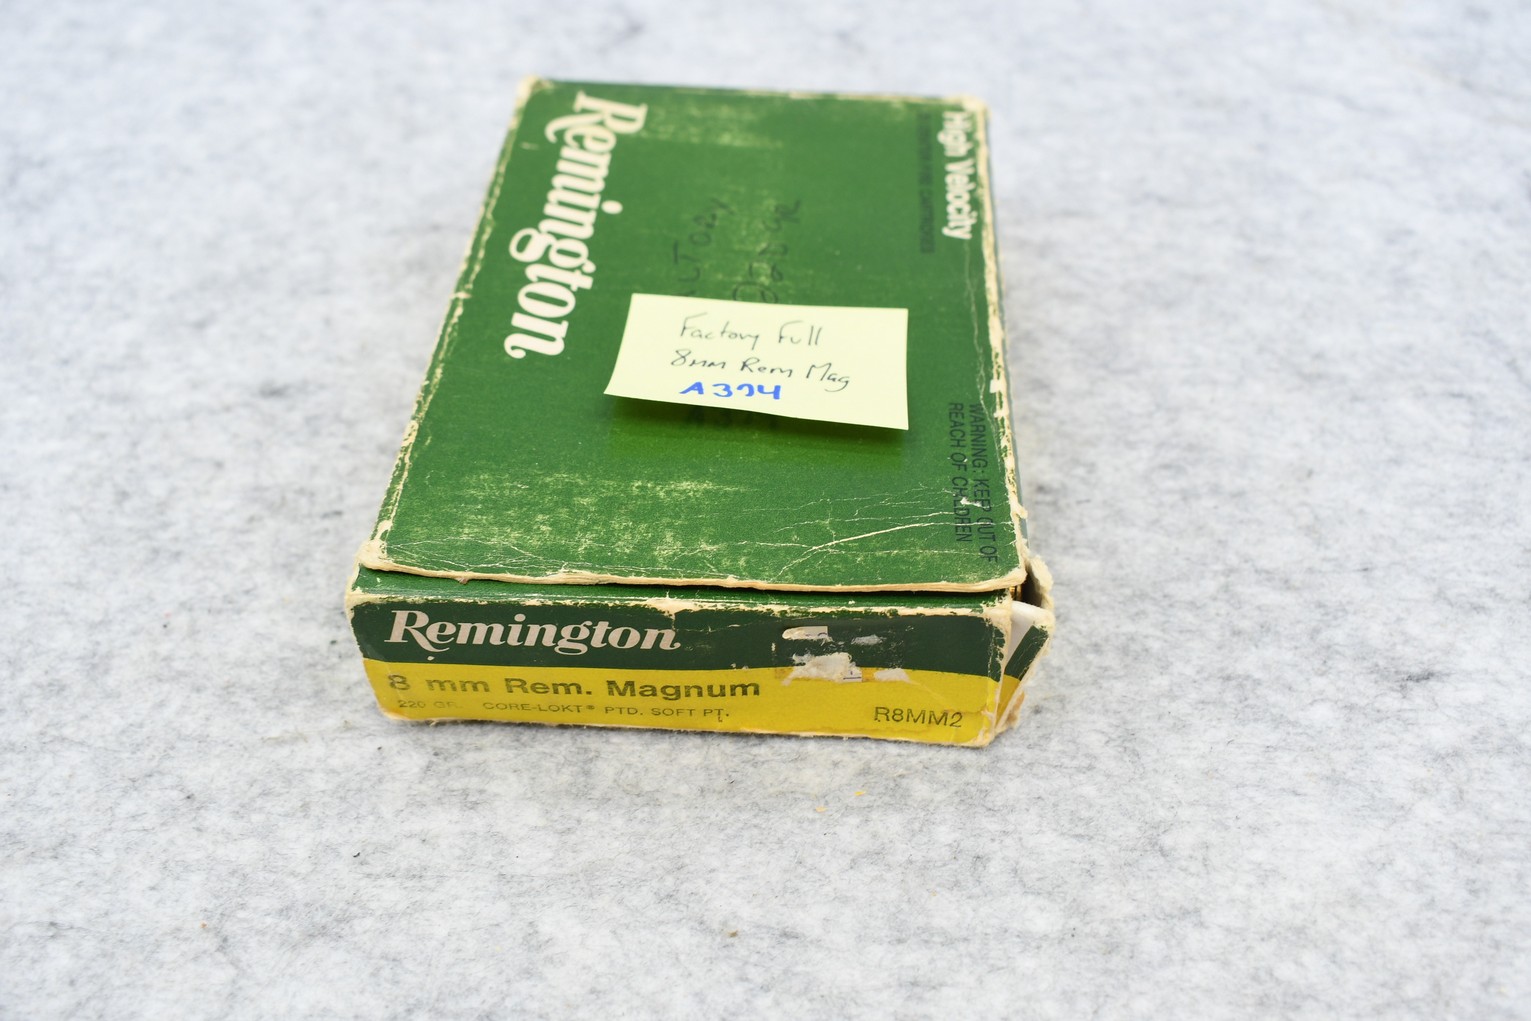 Remington
High Velocity
WARNING: KEEP OUT OF
REACH OF CHILDREN
Factory Full
8mm Rem Mag
A394
Remington
8 mm Rem. Magnum
220 GR. CORE-LOKT® PTD. SOFT PT.
R8MM2